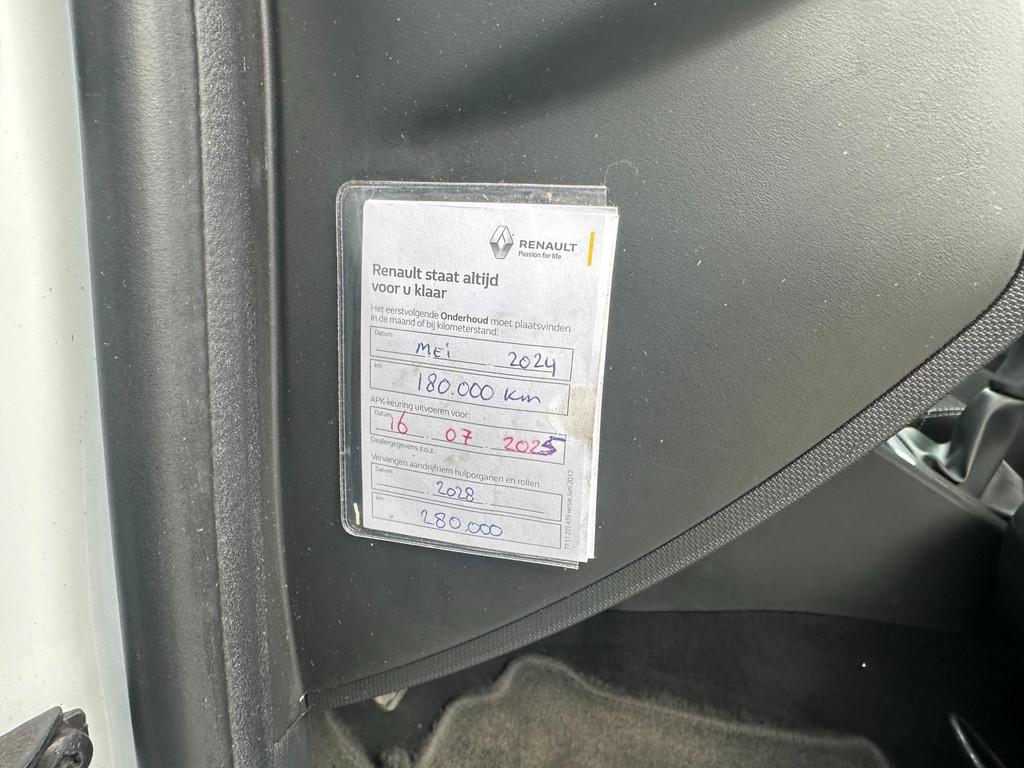 RENAULT
Passion for life
Renault staat altijd
voor u klaar
Het eerstvolgende Onderhoud moet plaatsvinden
in de maand of bij kilometerstand:
Datum
MEi 2024
km
180.000 km
APK-keuring uitvoeren voor:
Datum
16 07 2025
Dealergegevens z.o.z.
Vervangen aandrijfriem hulporganen en rollen
Datum
2028
km
280.000